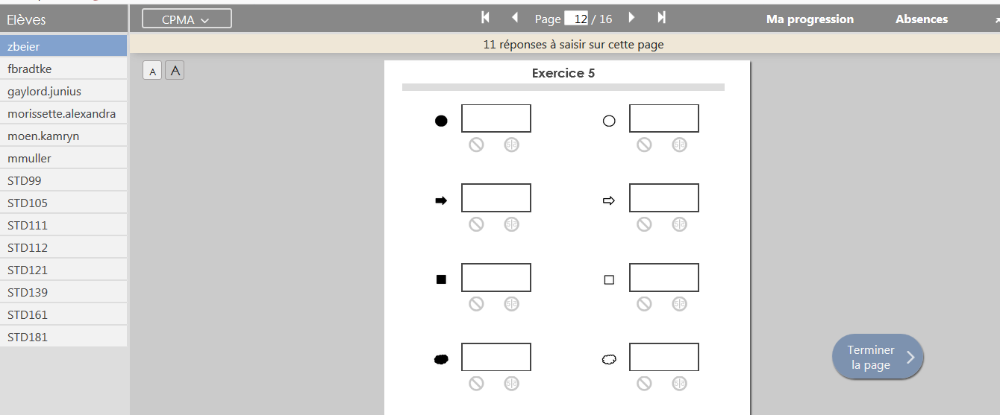 Elèves
CPMA
Page 12 / 16
Ma progression
Absences
11 réponses à saisir sur cette page
zbeier
fbradtke
gaylord.junius
morissette.alexandra
moen.kamryn
mmuller
STD99
STD105
STD111
STD112
STD121
STD139
STD161
STD181
A A
Exercice 5
Terminer
la page